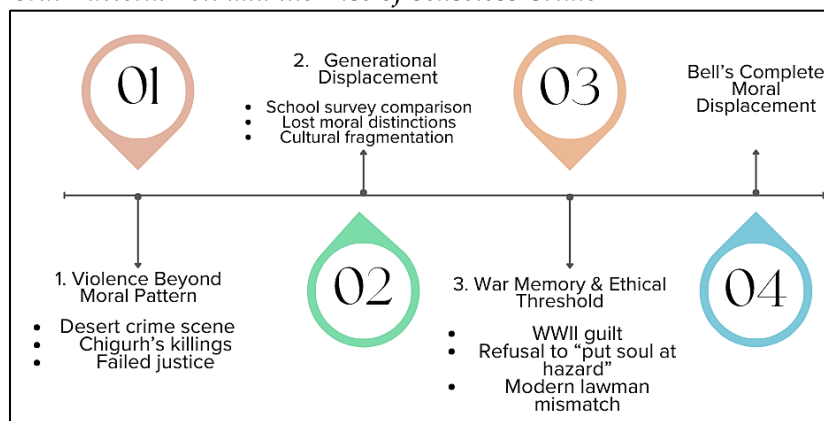 01
2. Generational
Displacement
• School survey comparison
• Lost moral distinctions
• Cultural fragmentation
03
Bell's Complete
Moral
Displacement
1. Violence Beyond
Moral Pattern
• Desert crime scene
• Chigurh's killings
• Failed justice
02
3. War Memory & Ethical
Threshold
• WWII guilt
• Refusal to "put soul at
hazard"
• Modern lawman
mismatch
04